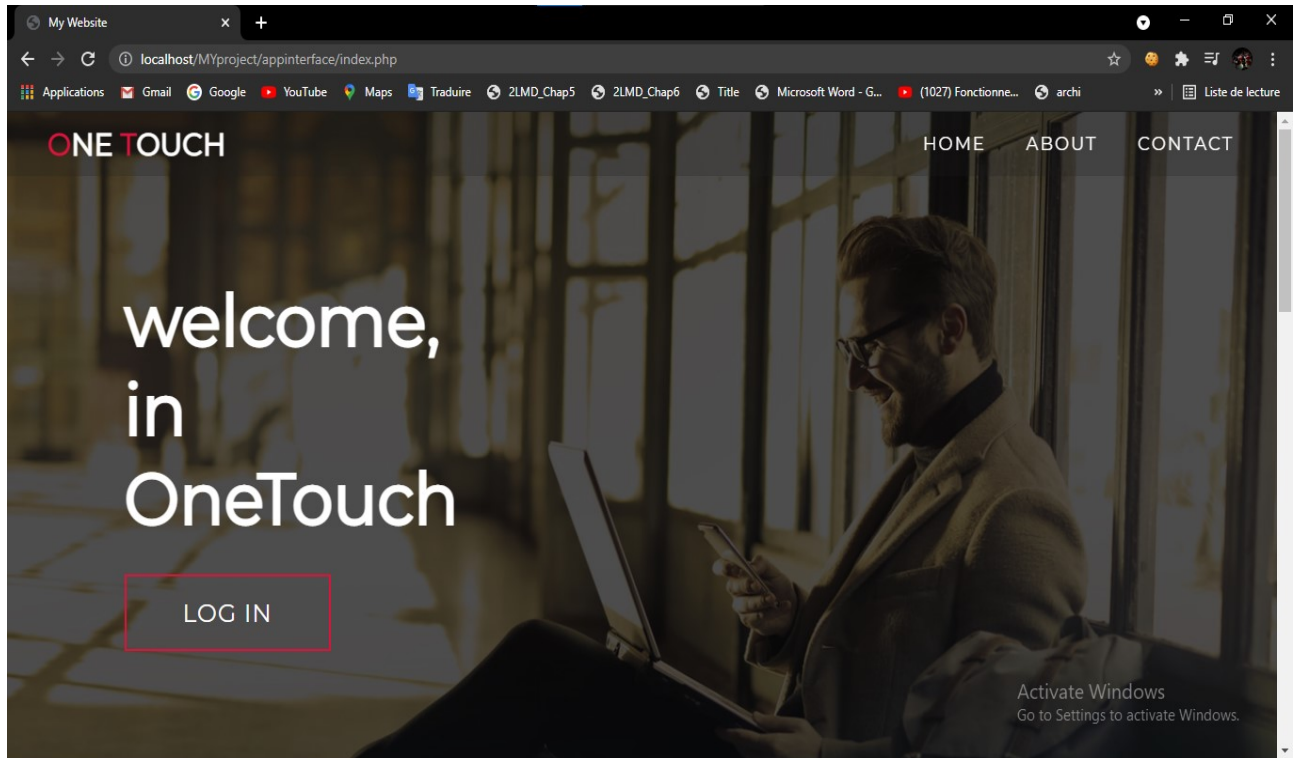 My Website
localhost/MYproject/appinterface/index.php
Applications Gmail Google YouTube Maps Traduire 2LMD_Chap5 2LMD_Chap6 Title Microsoft Word - G... (1027) Fonctionne... archi » Liste de lecture
ONE TOUCH HOME ABOUT CONTACT
welcome,
in
OneTouch
LOG IN
Activate Windows
Go to Settings to activate Windows.